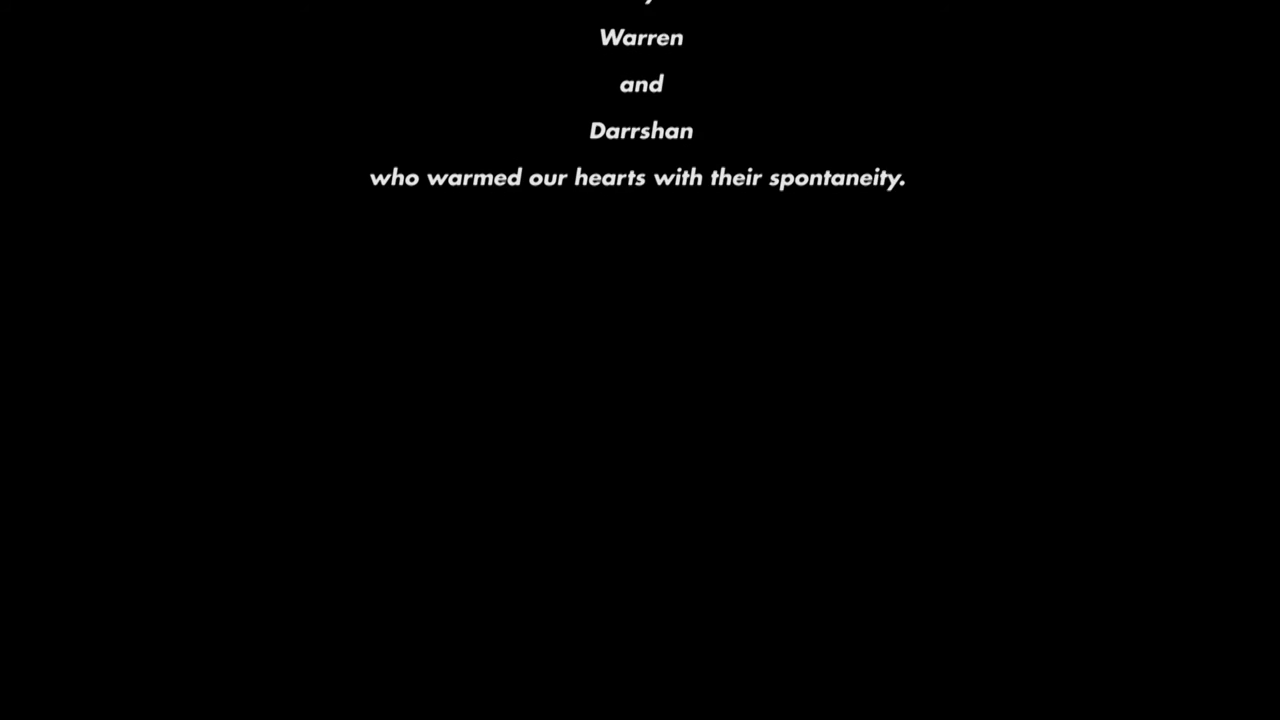 Warren
and
Darrshan
who warmed our hearts with their spontaneity.